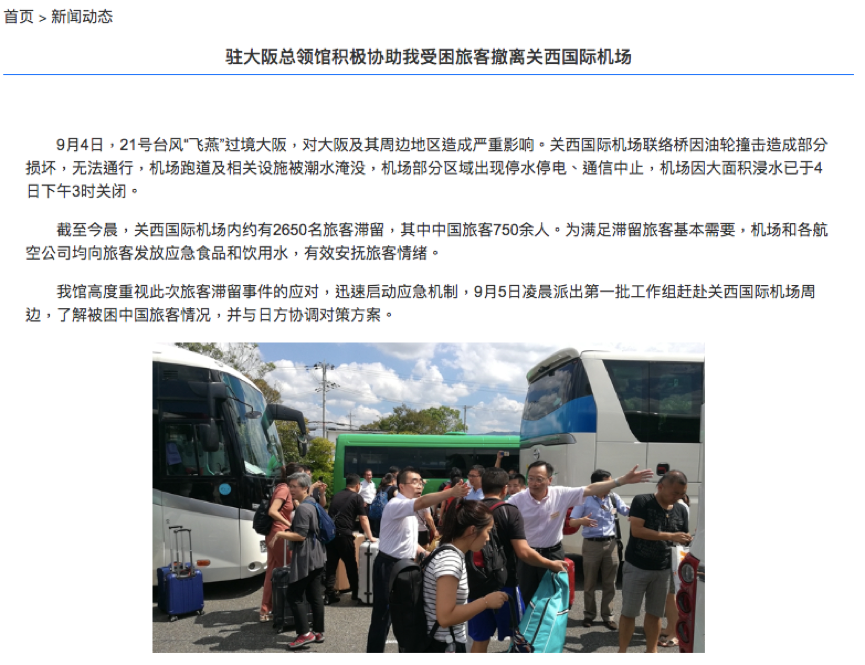 首页 > 新闻动态
驻大阪总领馆积极协助我受困旅客撤离关西国际机场
9月4日，21号台风“飞燕”过境大阪，对大阪及其周边地区造成严重影响。关西国际机场联络桥因油轮撞击造成部分
损坏，无法通行，机场跑道及相关设施被潮水淹没，机场部分区域出现停水停电、通信中止，机场因大面积浸水已于4
日下午3时关闭。
截至今晨，关西国际机场内约有2650名旅客滞留，其中中国旅客750余人。为满足滞留旅客基本需要，机场和各航
空公司均向旅客发放应急食品和饮用水，有效安抚旅客情绪。
我馆高度重视此次旅客滞留事件的应对，迅速启动应急机制，9月5日凌晨派出第一批工作组赶赴关西国际机场周
边，了解被困中国旅客情况，并与日方协调对策方案。